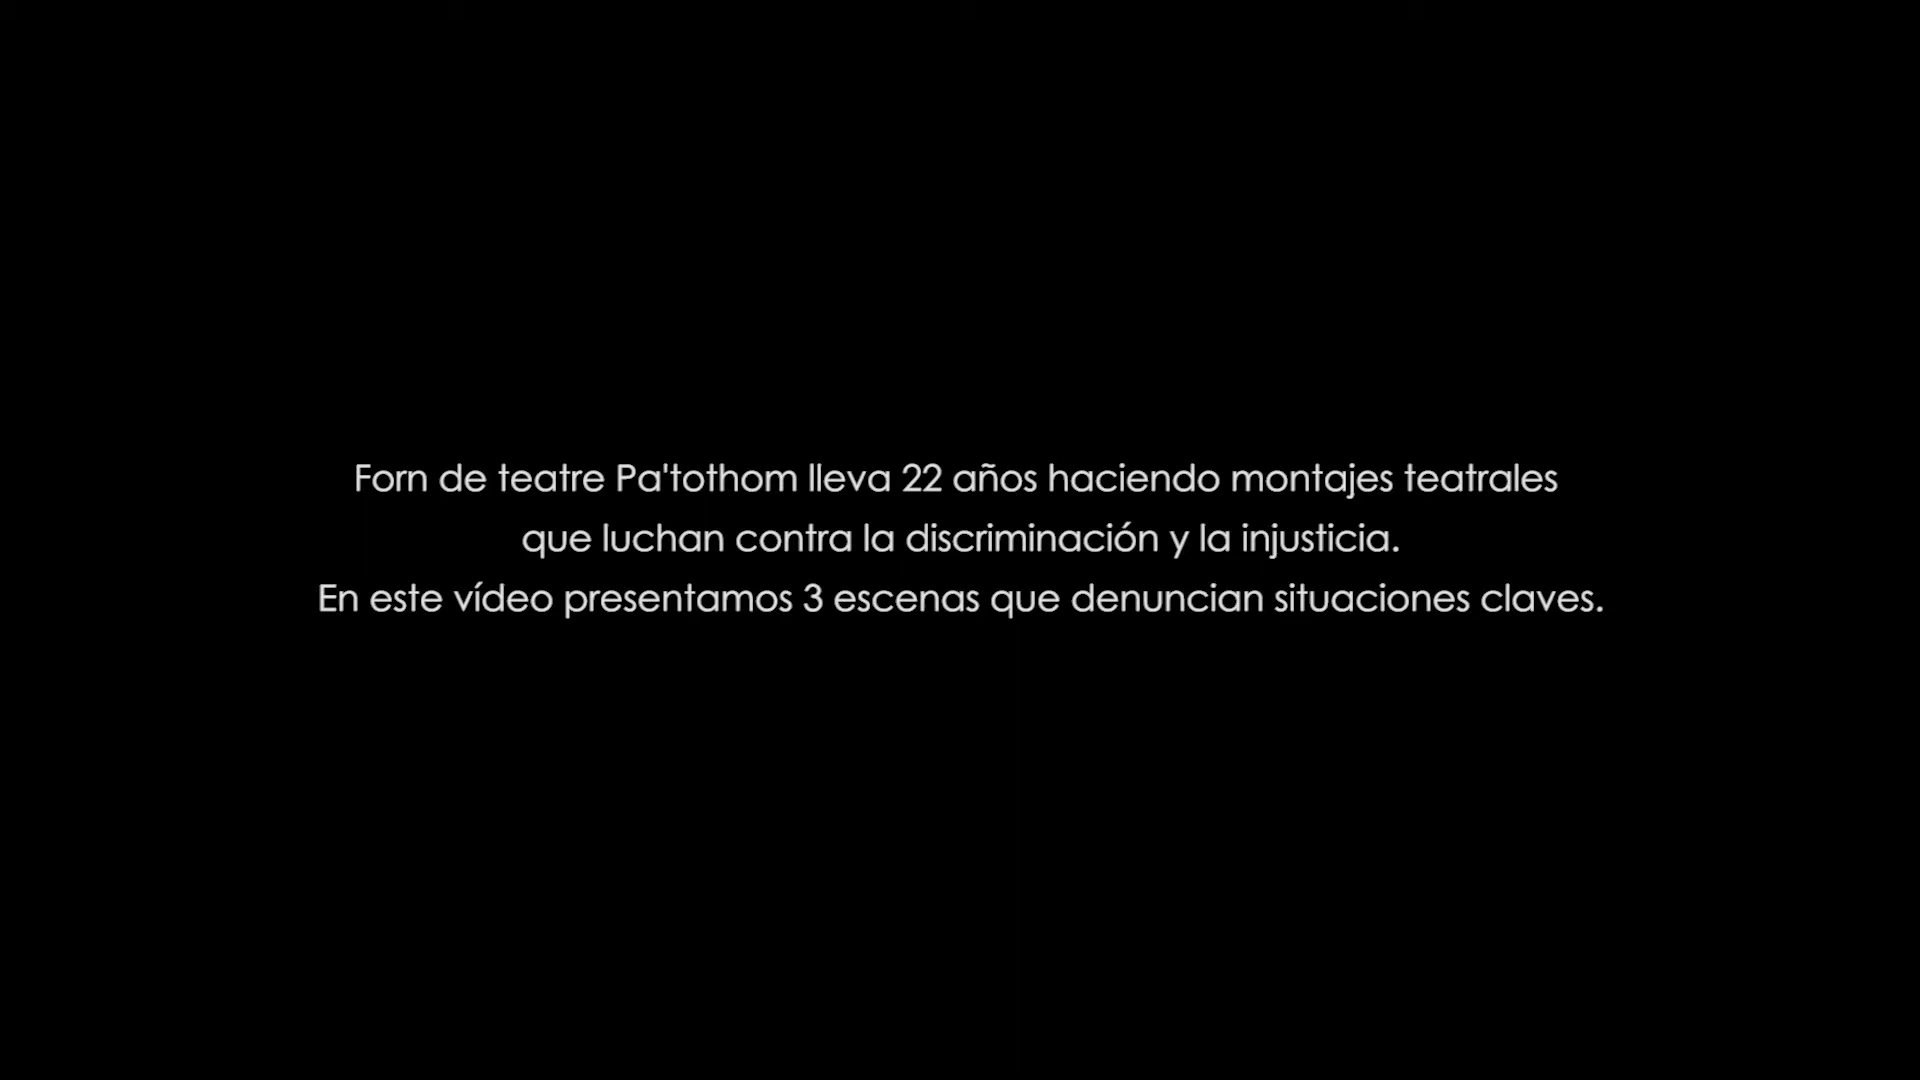 Forn de teatre Pa'tothom lleva 22 años haciendo montajes teatrales
que luchan contra la discriminación y la injusticia.
En este vídeo presentamos 3 escenas que denuncian situaciones claves.